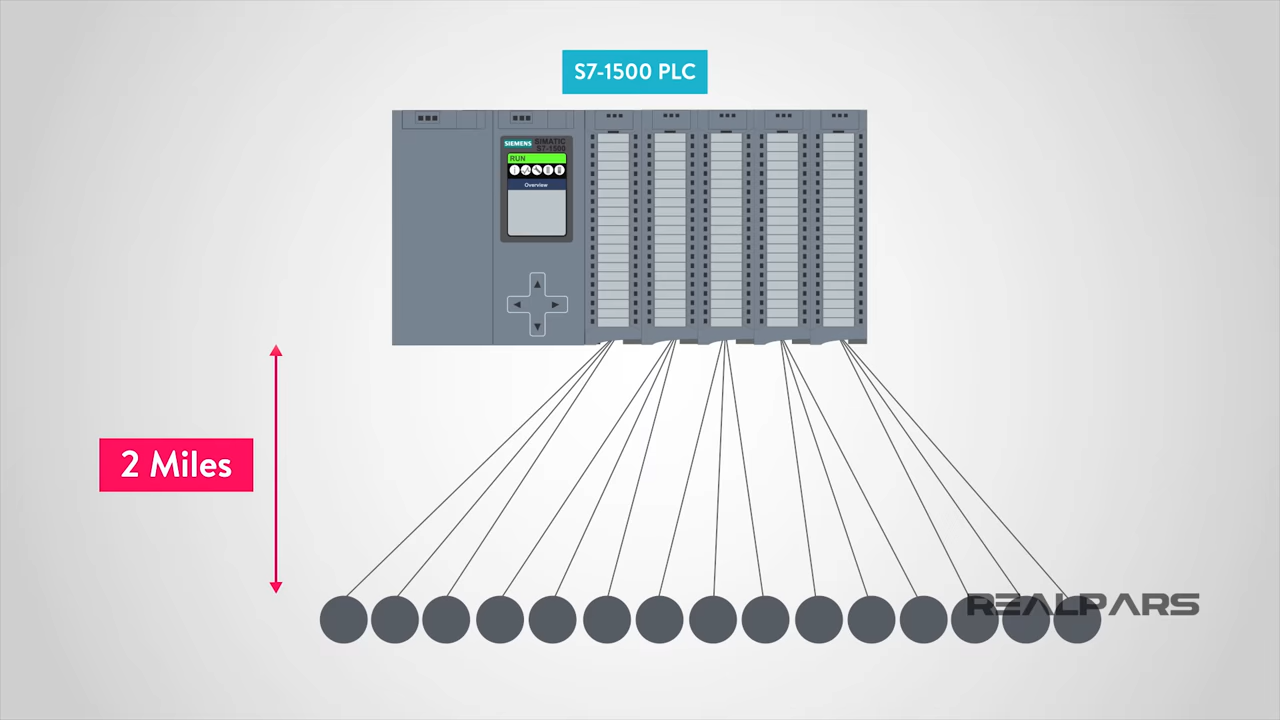 S7-1500 PLC
SIEMENS
SIMATIC
S7-1500
RUN
Overview
2 Miles
REALPARS